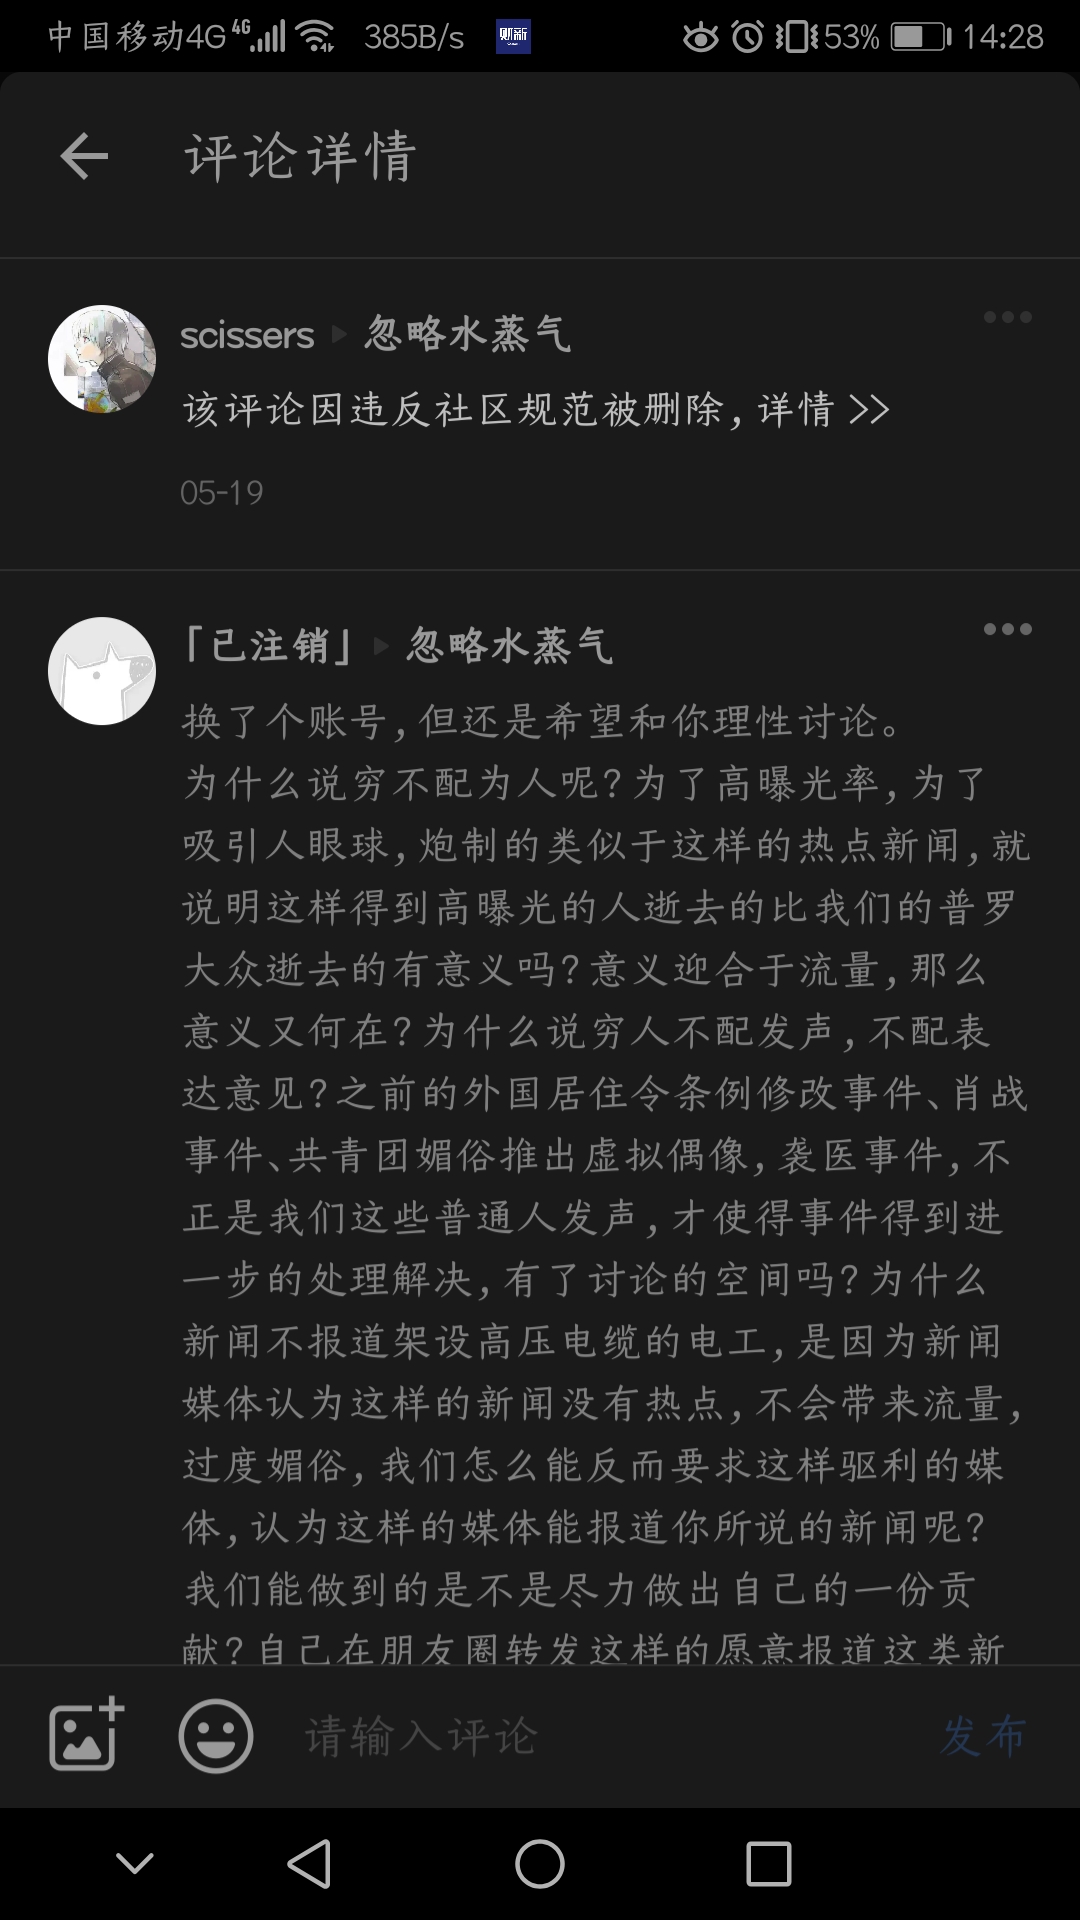 中国移动4G 4G 385B/s 财新 53% 14:28
评论详情
scissers 忽略水蒸气
该评论因违反社区规范被删除,详情 >>
05-19
「已注销」 忽略水蒸气
换了个账号,但还是希望和你理性讨论。
为什么说穷不配为人呢?为了高曝光率,为了
吸引人眼球,炮制的类似于这样的热点新闻,就
说明这样得到高曝光的人逝去的比我们的普罗
大众逝去的有意义吗?意义迎合于流量,那么
意义又何在?为什么说穷人不配发声,不配表
达意见?之前的外国居住令条例修改事件、肖战
事件、共青团媚俗推出虚拟偶像,袭医事件,不
正是我们这些普通人发声,才使得事件得到进
一步的处理解决,有了讨论的空间吗?为什么
新闻不报道架设高压电缆的电工,是因为新闻
媒体认为这样的新闻没有热点,不会带来流量,
过度媚俗,我们怎么能反而要求这样驱利的媒
体,认为这样的媒体能报道你所说的新闻呢?
我们能做到的是不是尽力做出自己的一份贡
献?自己在朋友圈转发这样的愿意报道这类新
请输入评论 发布